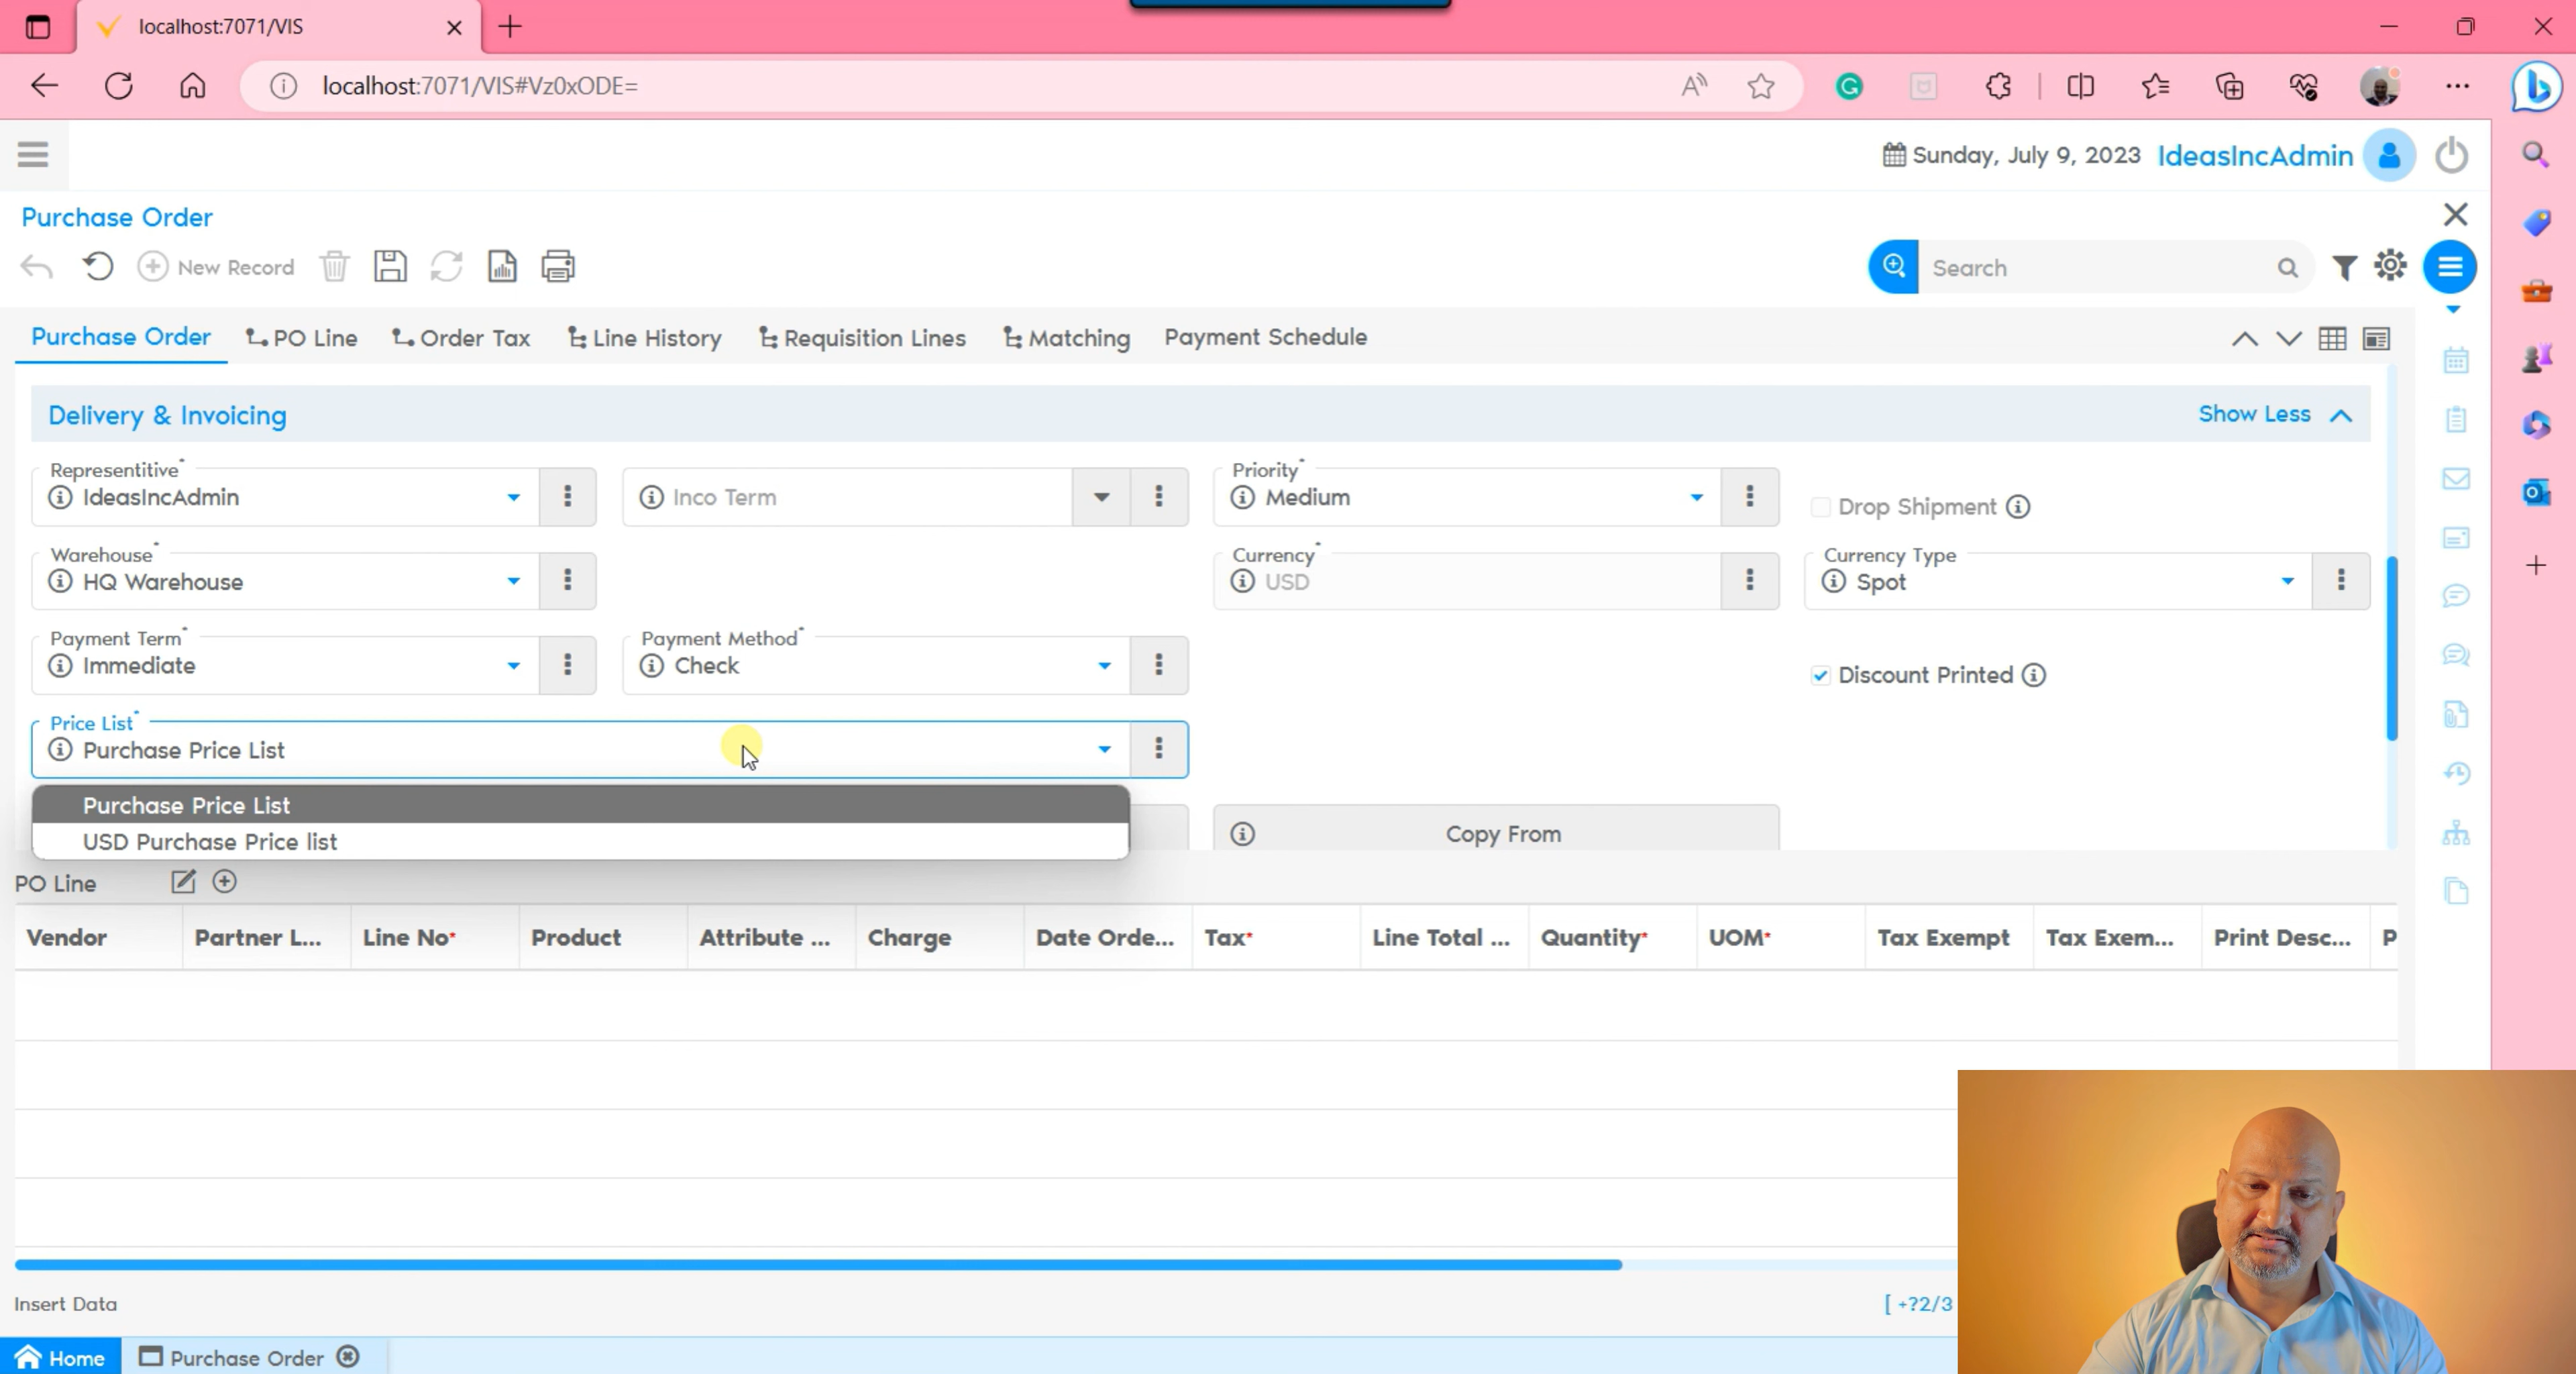 localhost:7071/VIS
localhost:7071/VIS#Vz0xODE=
Sunday, July 9, 2023 IdeasIncAdmin
Purchase Order
New Record
Search
Purchase Order PO Line Order Tax Line History Requisition Lines Matching Payment Schedule
Delivery & Invoicing Show Less
Representitive* Priority*
IdeasIncAdmin Inco Term Medium Drop Shipment
Warehouse* Currency* Currency Type
HQ Warehouse USD Spot
Payment Term* Payment Method*
Immediate Check Discount Printed
Price List*
Purchase Price List
Purchase Price List
USD Purchase Price list
Copy From
PO Line
Vendor Partner L... Line No* Product Attribute ... Charge Date Orde... Tax* Line Total ... Quantity* UOM* Tax Exempt Tax Exem... Print Desc... P
Insert Data [ +?2/3
Home Purchase Order